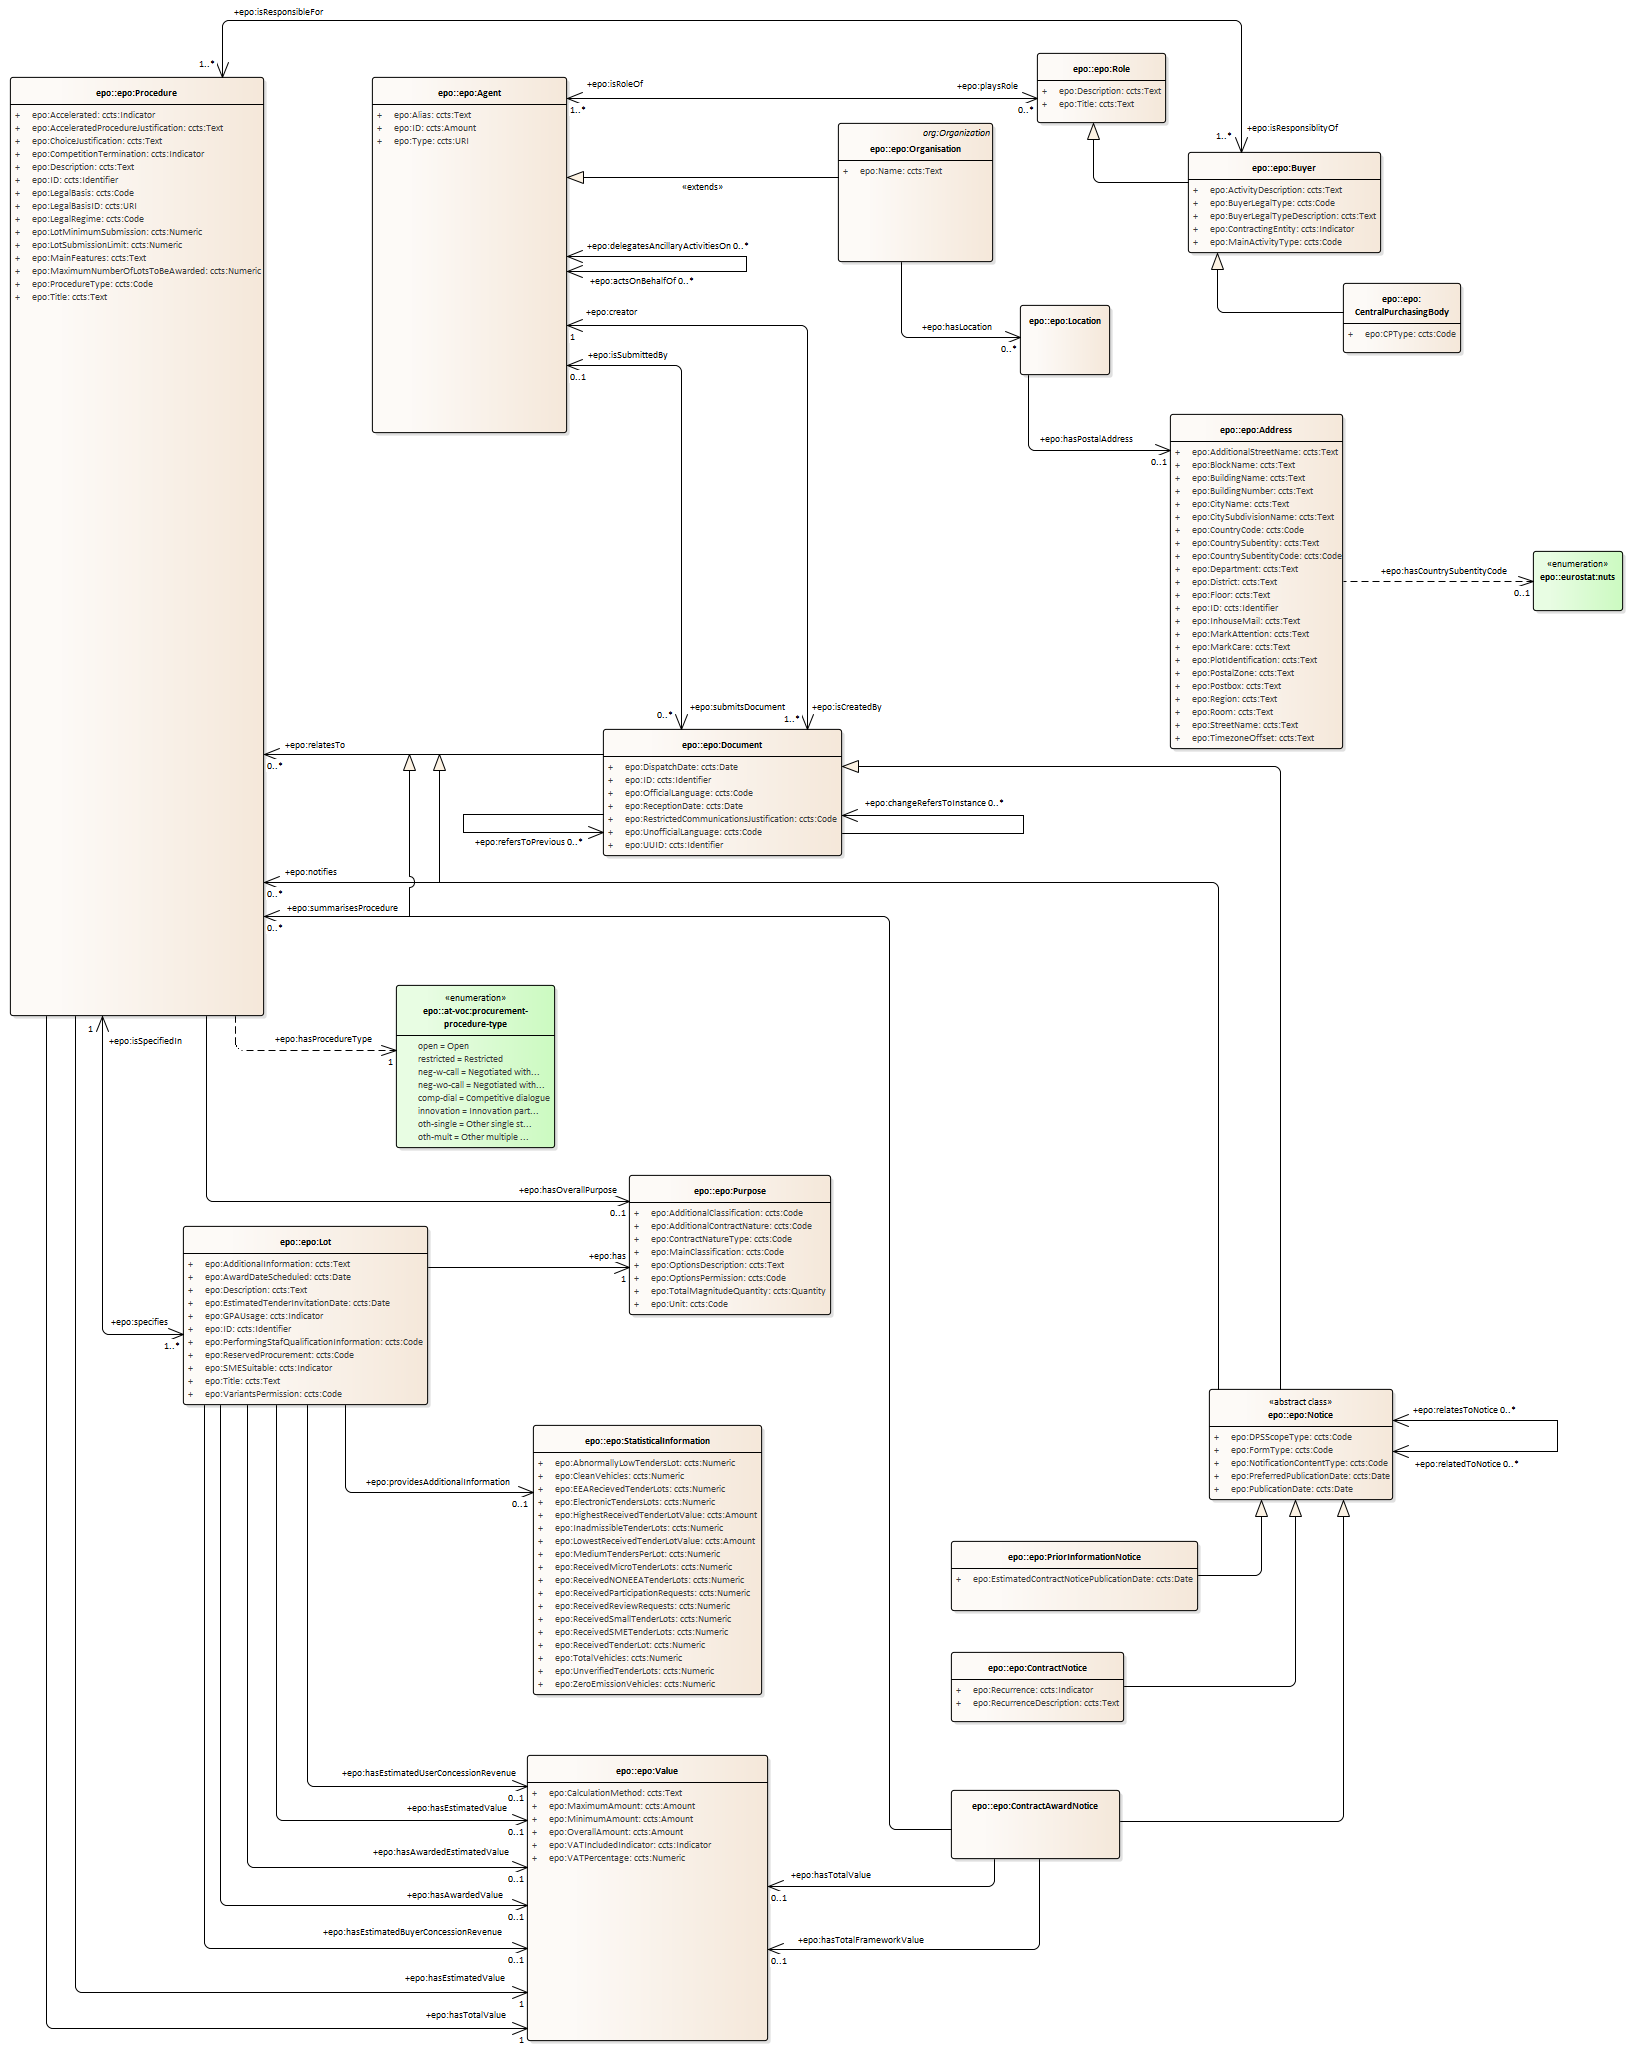 +epo:isResponsibleFor
1..*
epo::epo:Procedure
+ epo:Accelerated: ccts:Indicator
+ epo:AcceleratedProcedureJustification: ccts:Text
+ epo:ChoiceJustification: ccts:Text
+ epo:CompetitionTermination: ccts:Indicator
+ epo:Description: ccts:Text
+ epo:ID: ccts:Identifier
+ epo:LegalBasis: ccts:Code
+ epo:LegalBasisID: ccts:URI
+ epo:LegalRegime: ccts:Code
+ epo:LotMinimumSubmission: ccts:Numeric
+ epo:LotSubmissionLimit: ccts:Numeric
+ epo:MainFeatures: ccts:Text
+ epo:MaximumNumberOfLotsToBeAwarded: ccts:Numeric
+ epo:ProcedureType: ccts:Code
+ epo:Title: ccts:Text
epo::epo:Agent
+ epo:Alias: ccts:Text
+ epo:ID: ccts:Amount
+ epo:Type: ccts:URI
+epo:isRoleOf
1..*
+epo:playsRole
0..*
epo::epo:Role
+ epo:Description: ccts:Text
+ epo:Title: ccts:Text
org:Organization
epo::epo:Organisation
+ epo:Name: ccts:Text
«extends»
+epo:isResponsiblityOf
1..*
epo::epo:Buyer
+ epo:ActivityDescription: ccts:Text
+ epo:BuyerLegalType: ccts:Code
+ epo:BuyerLegalTypeDescription: ccts:Text
+ epo:ContractingEntity: ccts:Indicator
+ epo:MainActivityType: ccts:Code
+epo:delegatesAncillaryActivitiesOn 0..*
+epo:actsOnBehalfOf 0..*
epo::epo:
CentralPurchasingBody
+ epo:CPType: ccts:Code
+epo:creator
1
+epo:hasLocation
0..*
epo::epo:Location
+epo:isSubmittedBy
0..1
+epo:hasPostalAddress
0..1
epo::epo:Address
+ epo:AdditionalStreetName: ccts:Text
+ epo:BlockName: ccts:Text
+ epo:BuildingName: ccts:Text
+ epo:BuildingNumber: ccts:Text
+ epo:CityName: ccts:Text
+ epo:CitySubdivisionName: ccts:Text
+ epo:CountryCode: ccts:Code
+ epo:CountrySubentity: ccts:Text
+ epo:CountrySubentityCode: ccts:Code
+ epo:Department: ccts:Text
+ epo:District: ccts:Text
+ epo:Floor: ccts:Text
+ epo:ID: ccts:Identifier
+ epo:InhouseMail: ccts:Text
+ epo:MarkAttention: ccts:Text
+ epo:MarkCare: ccts:Text
+ epo:PlotIdentification: ccts:Text
+ epo:PostalZone: ccts:Text
+ epo:Postbox: ccts:Text
+ epo:Region: ccts:Text
+ epo:Room: ccts:Text
+ epo:StreetName: ccts:Text
+ epo:TimezoneOffset: ccts:Text
+epo:hasCountrySubentityCode
0..1
«enumeration»
epo::eurostat:nuts
0..*
+epo:submitsDocument
1..*
+epo:isCreatedBy
epo::epo:Document
+ epo:DispatchDate: ccts:Date
+ epo:ID: ccts:Identifier
+ epo:OfficialLanguage: ccts:Code
+ epo:ReceptionDate: ccts:Date
+ epo:RestrictedCommunicationsJustification: ccts:Code
+ epo:UnofficialLanguage: ccts:Code
+ epo:UUID: ccts:Identifier
+epo:relatesTo
0..*
+epo:refersToPrevious 0..*
+epo:changeRefersToInstance 0..*
+epo:notifies
0..*
+epo:summarisesProcedure
0..*
1
+epo:isSpecifiedIn
+epo:hasProcedureType
1
«enumeration»
epo::at-voc:procurement-
procedure-type
open = Open
restricted = Restricted
neg-w-call = Negotiated with...
neg-wo-call = Negotiated with...
comp-dial = Competitive dialogue
innovation = Innovation part...
oth-single = Other single st...
oth-mult = Other multiple ...
+epo:hasOverallPurpose
0..1
epo::epo:Purpose
+ epo:AdditionalClassification: ccts:Code
+ epo:AdditionalContractNature: ccts:Code
+ epo:ContractNatureType: ccts:Code
+ epo:MainClassification: ccts:Code
+ epo:OptionsDescription: ccts:Text
+ epo:OptionsPermission: ccts:Code
+ epo:TotalMagnitudeQuantity: ccts:Quantity
+ epo:Unit: ccts:Code
+epo:has
1
+epo:specifies
1..*
epo::epo:Lot
+ epo:AdditionalInformation: ccts:Text
+ epo:AwardDateScheduled: ccts:Date
+ epo:Description: ccts:Text
+ epo:EstimatedTenderInvitationDate: ccts:Date
+ epo:GPAUsage: ccts:Indicator
+ epo:ID: ccts:Identifier
+ epo:PerformingStafQualificationInformation: ccts:Code
+ epo:ReservedProcurement: ccts:Code
+ epo:SMESuitable: ccts:Indicator
+ epo:Title: ccts:Text
+ epo:VariantsPermission: ccts:Code
«abstract class»
epo::epo:Notice
+ epo:DPSScopeType: ccts:Code
+ epo:FormType: ccts:Code
+ epo:NotificationContentType: ccts:Code
+ epo:PreferredPublicationDate: ccts:Date
+ epo:PublicationDate: ccts:Date
+epo:relatesToNotice 0..*
+epo:relatedToNotice 0..*
+epo:providesAdditionalInformation
0..1
epo::epo:StatisticalInformation
+ epo:AbnormallyLowTendersLot: ccts:Numeric
+ epo:CleanVehicles: ccts:Numeric
+ epo:EEARecievedTenderLots: ccts:Numeric
+ epo:ElectronicTendersLots: ccts:Numeric
+ epo:HighestReceivedTenderLotValue: ccts:Amount
+ epo:InadmissibleTenderLots: ccts:Numeric
+ epo:LowestReceivedTenderLotValue: ccts:Amount
+ epo:MediumTendersPerLot: ccts:Numeric
+ epo:ReceivedMicroTenderLots: ccts:Numeric
+ epo:ReceivedNONEEATenderLots: ccts:Numeric
+ epo:ReceivedParticipationRequests: ccts:Numeric
+ epo:ReceivedReviewRequests: ccts:Numeric
+ epo:ReceivedSmallTenderLots: ccts:Numeric
+ epo:ReceivedSMETenderLots: ccts:Numeric
+ epo:ReceivedTenderLot: ccts:Numeric
+ epo:TotalVehicles: ccts:Numeric
+ epo:UnverifiedTenderLots: ccts:Numeric
+ epo:ZeroEmissionVehicles: ccts:Numeric
epo::epo:PriorInformationNotice
+ epo:EstimatedContractNoticePublicationDate: ccts:Date
epo::epo:ContractNotice
+ epo:Recurrence: ccts:Indicator
+ epo:RecurrenceDescription: ccts:Text
epo::epo:ContractAwardNotice
epo::epo:Value
+ epo:CalculationMethod: ccts:Text
+ epo:MaximumAmount: ccts:Amount
+ epo:MinimumAmount: ccts:Amount
+ epo:OverallAmount: ccts:Amount
+ epo:VATIncludedIndicator: ccts:Indicator
+ epo:VATPercentage: ccts:Numeric
+epo:hasEstimatedUserConcessionRevenue
0..1
+epo:hasEstimatedValue
0..1
+epo:hasAwardedEstimatedValue
0..1
+epo:hasAwardedValue
0..1
+epo:hasEstimatedBuyerConcessionRevenue
0..1
+epo:hasEstimatedValue
1
+epo:hasTotalValue
1
+epo:hasTotalValue
0..1
+epo:hasTotalFrameworkValue
0..1